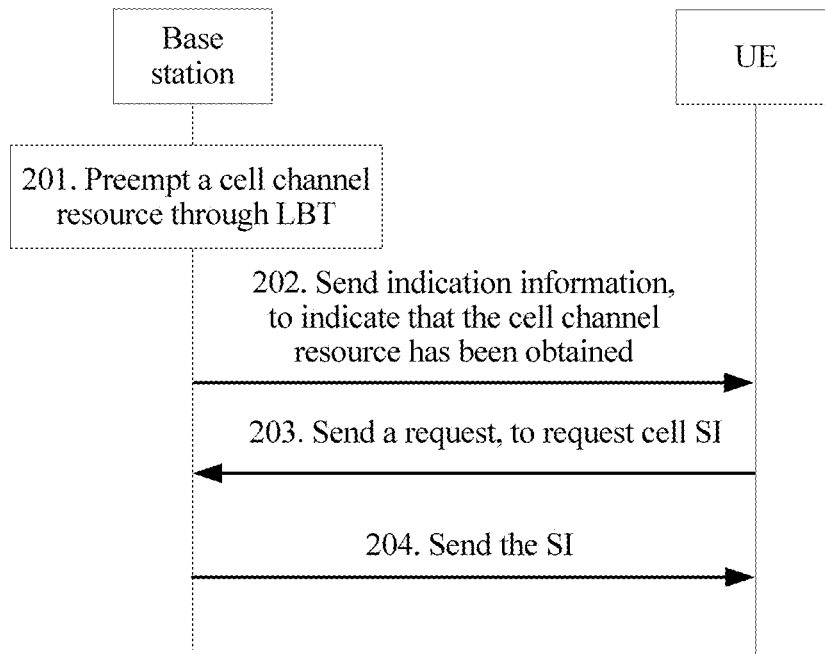 Base
station
UE
201. Preempt a cell channel
resource through LBT
202. Send indication information,
to indicate that the cell channel
resource has been obtained
203. Send a request, to request cell SI
204. Send the SI